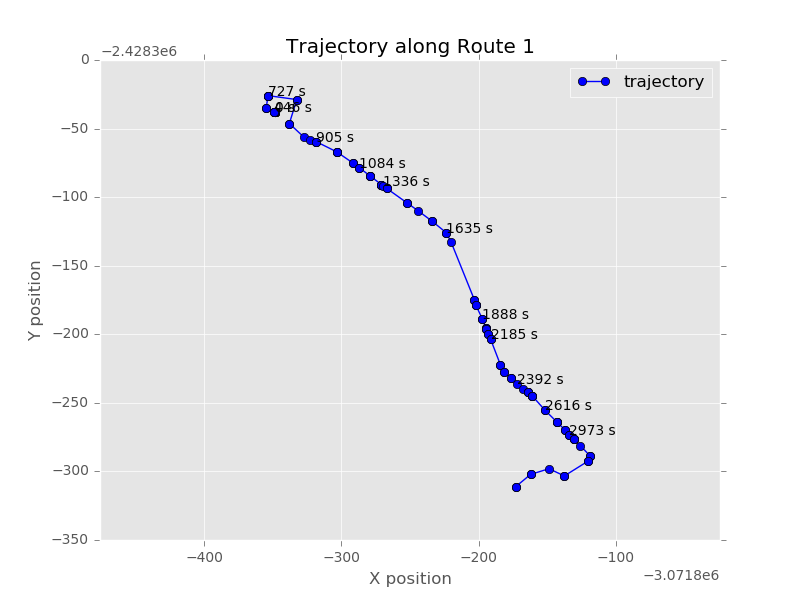 Trajectory along Route 1
−2.4283e6
trajectory
0
−50
−100
−150
−200
−250
−300
−350
Y position
727 s
905 s
1084 s
1336 s
1635 s
1888 s
2185 s
2392 s
2616 s
2973 s
−400
−300
−200
−100
X position
−3.0718e6